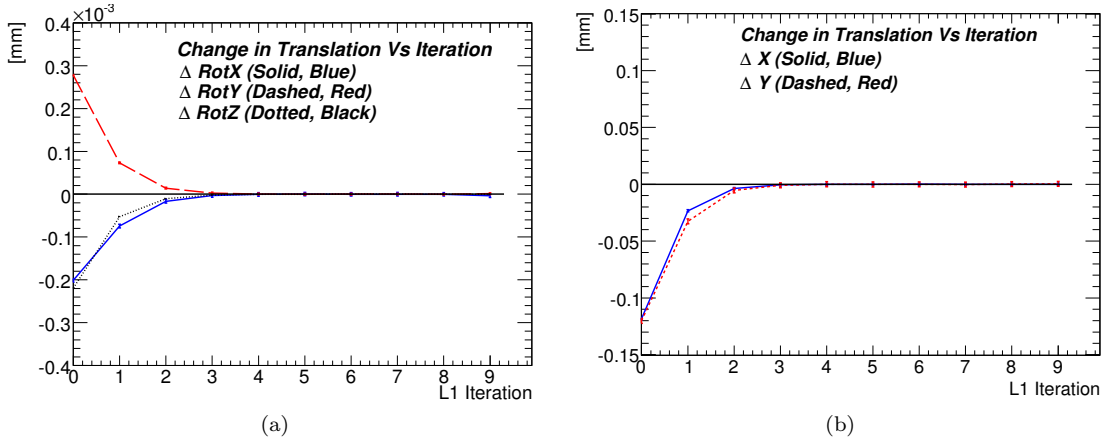 ×10⁻³
[mm]
0.4
0.3
0.2
0.1
0
-0.1
-0.2
-0.3
-0.4
Change in Translation Vs Iteration
Δ RotX (Solid, Blue)
Δ RotY (Dashed, Red)
Δ RotZ (Dotted, Black)
0 1 2 3 4 5 6 7 8 9
L1 Iteration
(a)
[mm]
0.15
0.1
0.05
0
-0.05
-0.1
-0.15
Change in Translation Vs Iteration
Δ X (Solid, Blue)
Δ Y (Dashed, Red)
0 1 2 3 4 5 6 7 8 9
L1 Iteration
(b)